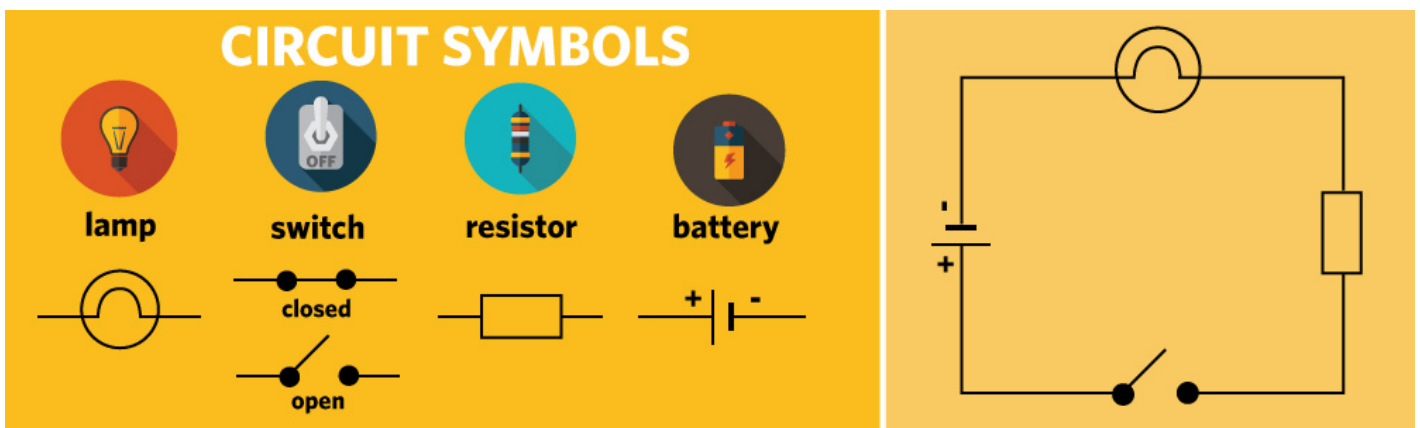 CIRCUIT SYMBOLS
OFF
lamp
switch
resistor
battery
closed
+ -
open
-
+